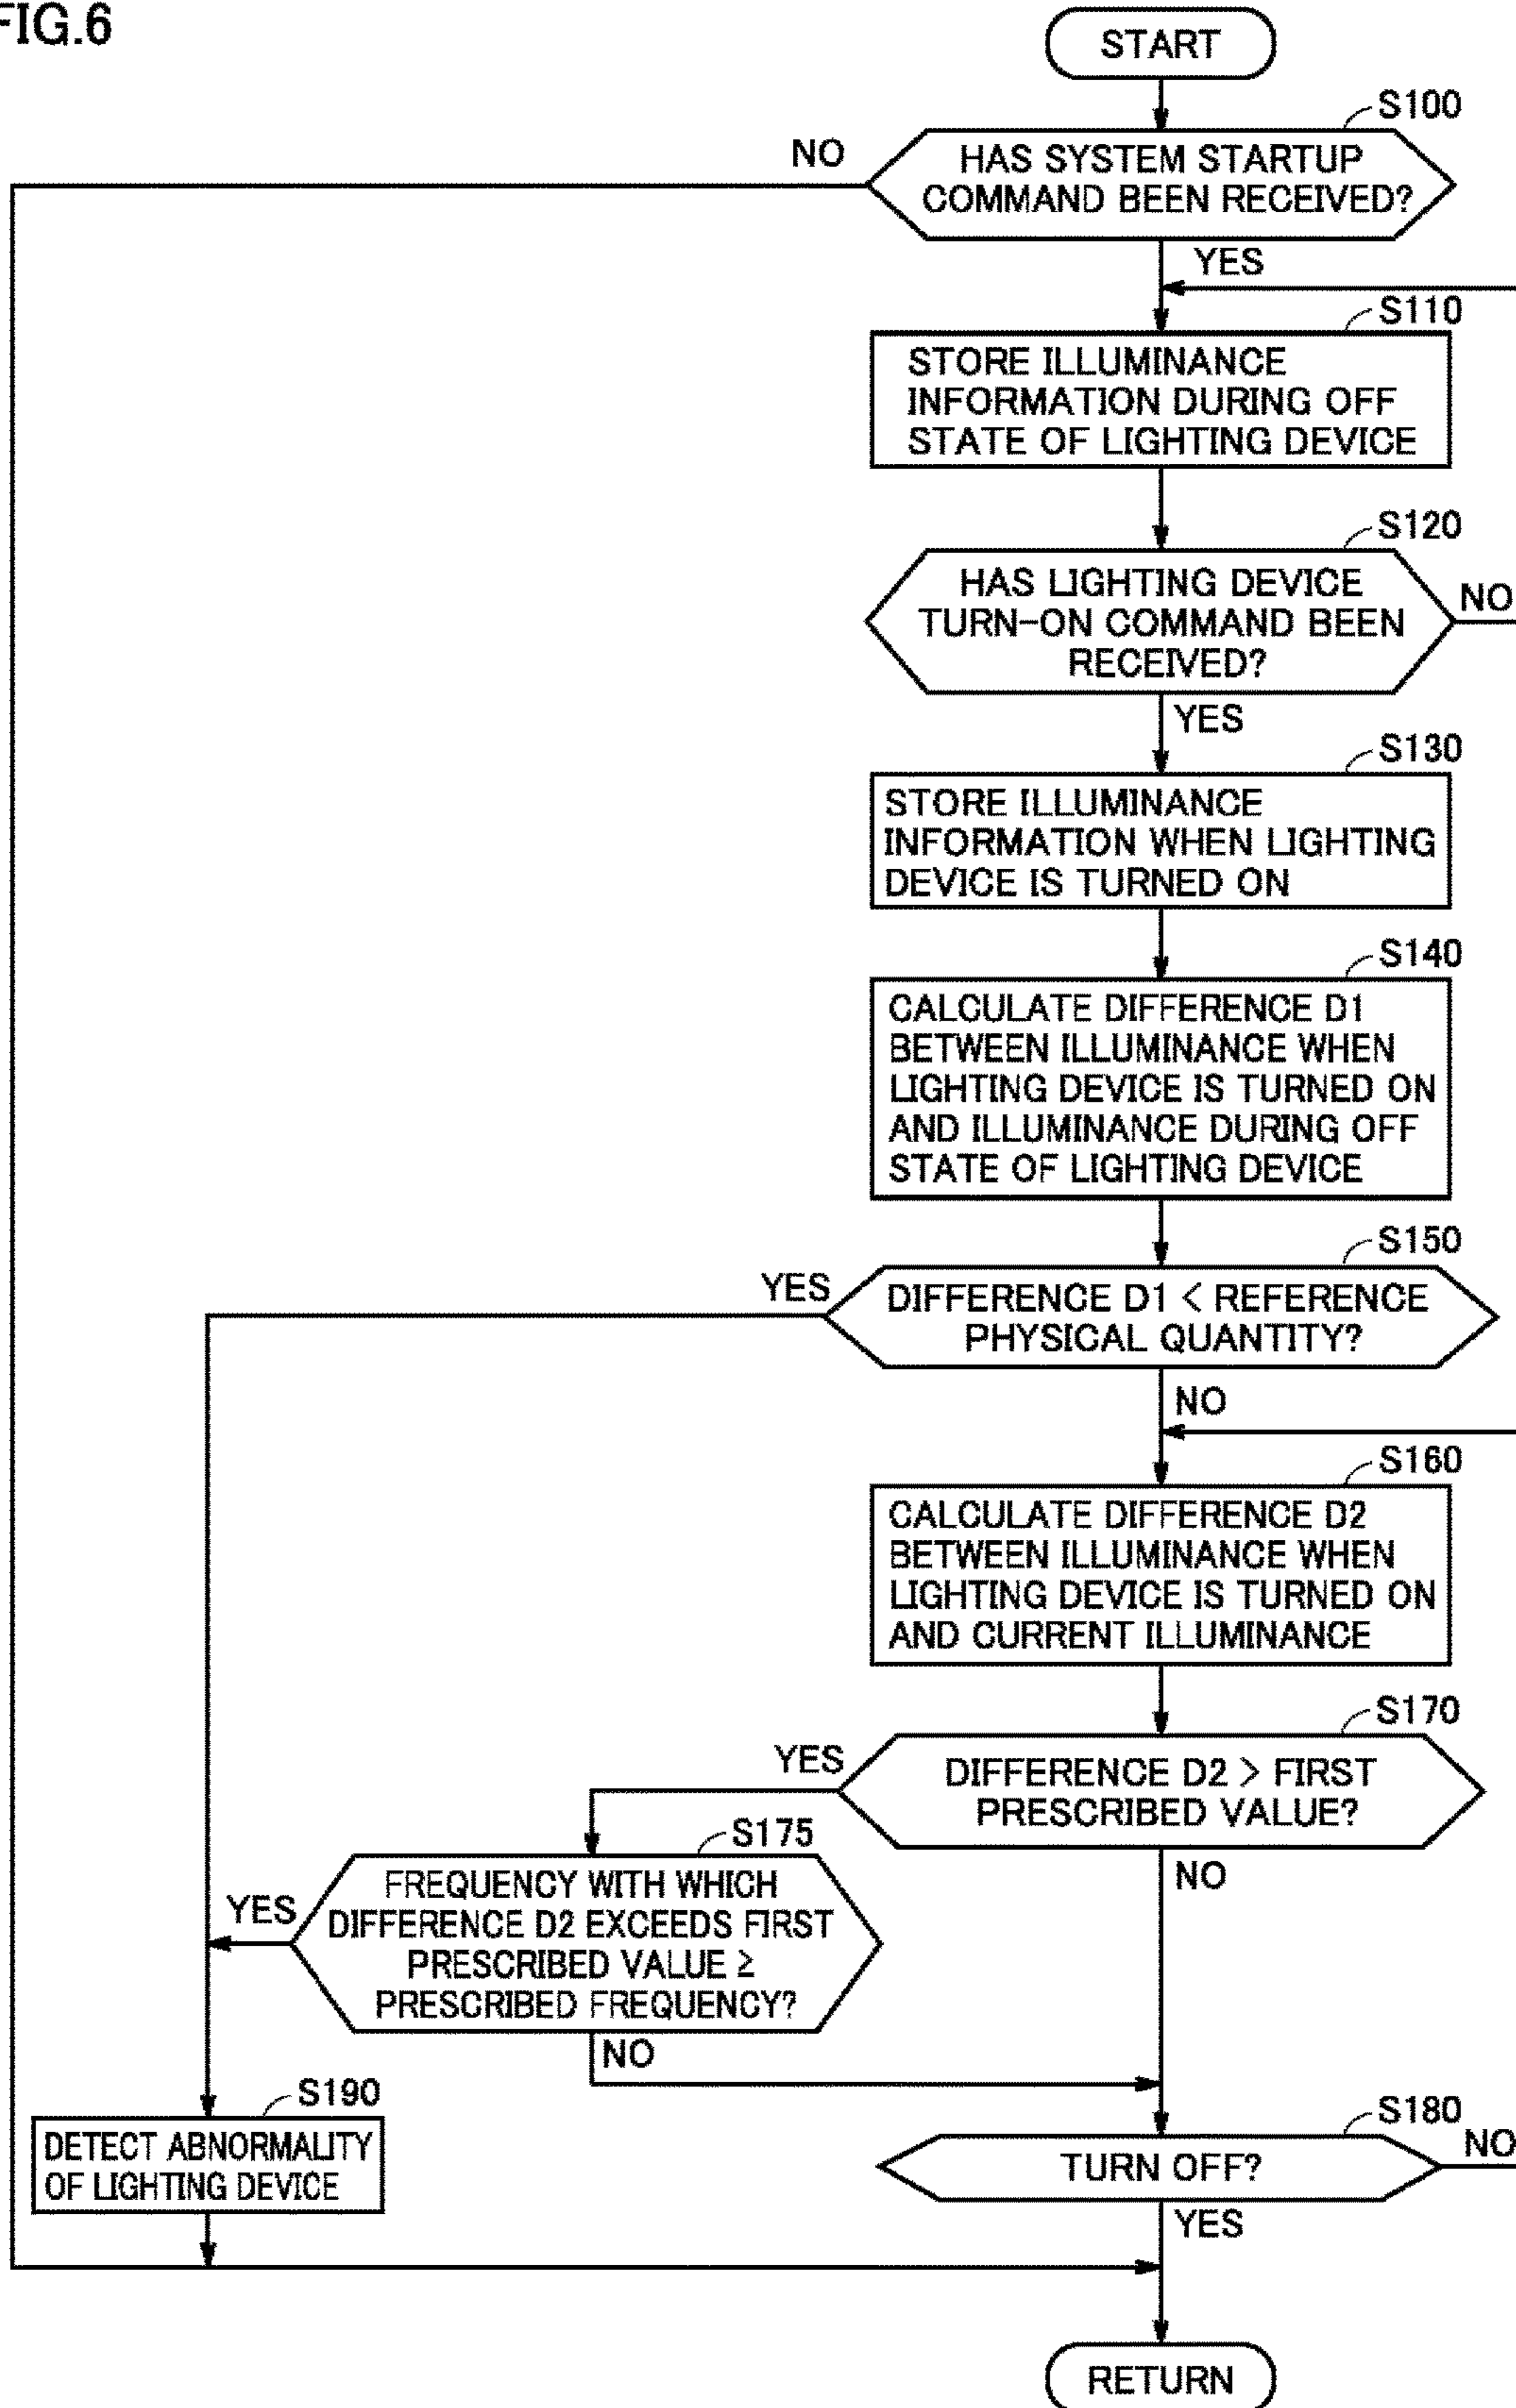 FIG.6
START
S100
NO
HAS SYSTEM STARTUP
COMMAND BEEN RECEIVED?
YES
S110
STORE ILLUMINANCE
INFORMATION DURING OFF
STATE OF LIGHTING DEVICE
S120
HAS LIGHTING DEVICE
TURN-ON COMMAND BEEN
RECEIVED?
NO
YES
S130
STORE ILLUMINANCE
INFORMATION WHEN LIGHTING
DEVICE IS TURNED ON
S140
CALCULATE DIFFERENCE D1
BETWEEN ILLUMINANCE WHEN
LIGHTING DEVICE IS TURNED ON
AND ILLUMINANCE DURING OFF
STATE OF LIGHTING DEVICE
S150
YES
DIFFERENCE D1 < REFERENCE
PHYSICAL QUANTITY?
NO
S160
CALCULATE DIFFERENCE D2
BETWEEN ILLUMINANCE WHEN
LIGHTING DEVICE IS TURNED ON
AND CURRENT ILLUMINANCE
S170
YES
DIFFERENCE D2 > FIRST
PRESCRIBED VALUE?
NO
S175
YES
FREQUENCY WITH WHICH
DIFFERENCE D2 EXCEEDS FIRST
PRESCRIBED VALUE ≥
PRESCRIBED FREQUENCY?
NO
S190
DETECT ABNORMALITY
OF LIGHTING DEVICE
S180
TURN OFF?
NO
YES
RETURN